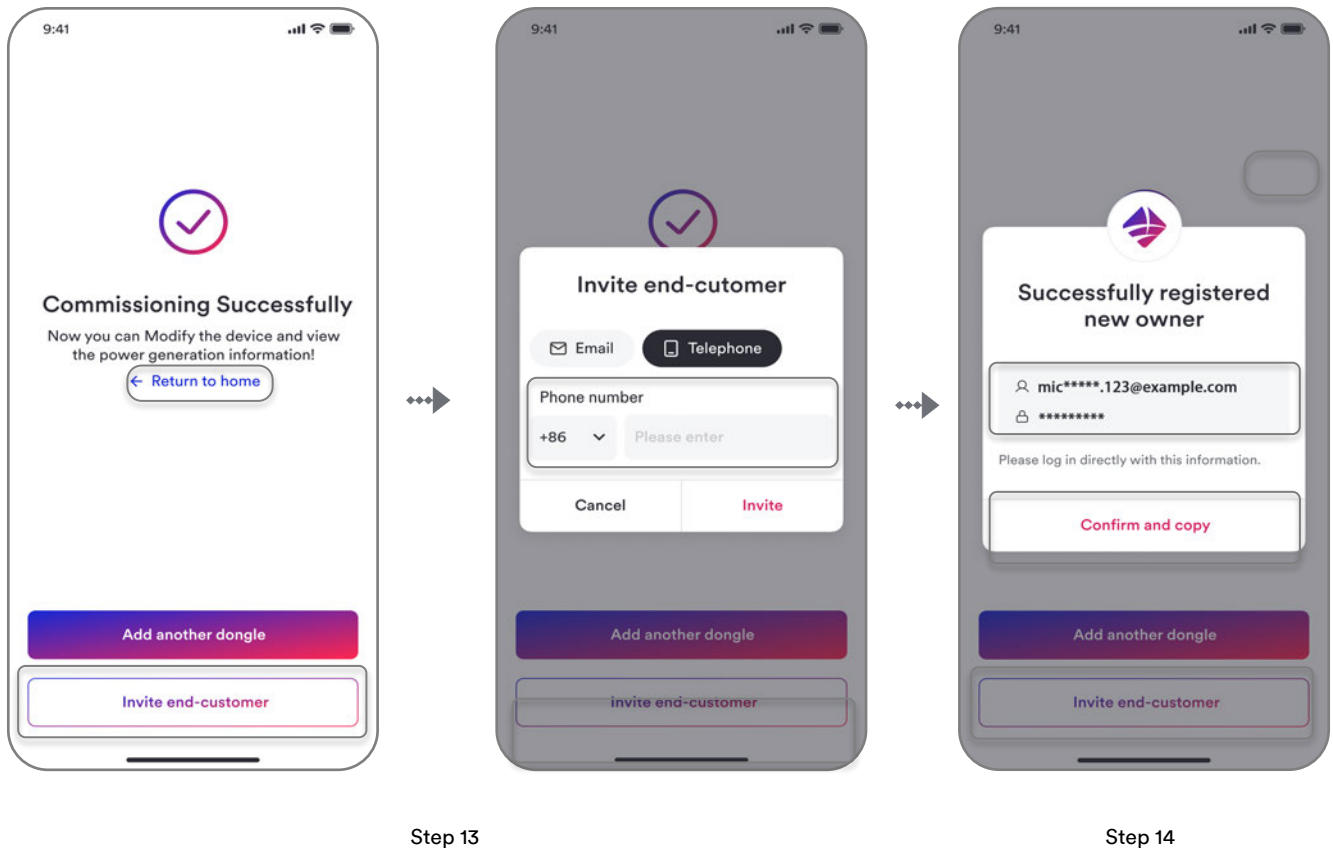 9:41
Commissioning Successfully
Now you can Modify the device and view
the power generation information!
← Return to home
Add another dongle
Invite end-customer
9:41
Invite end-cutomer
Email
Telephone
Phone number
+86
Please enter
Cancel
Invite
Add another dongle
Invite end-customer
9:41
Successfully registered
new owner
mic*****.123@example.com
*********
Please log in directly with this information.
Confirm and copy
Add another dongle
Invite end-customer
Step 13
Step 14